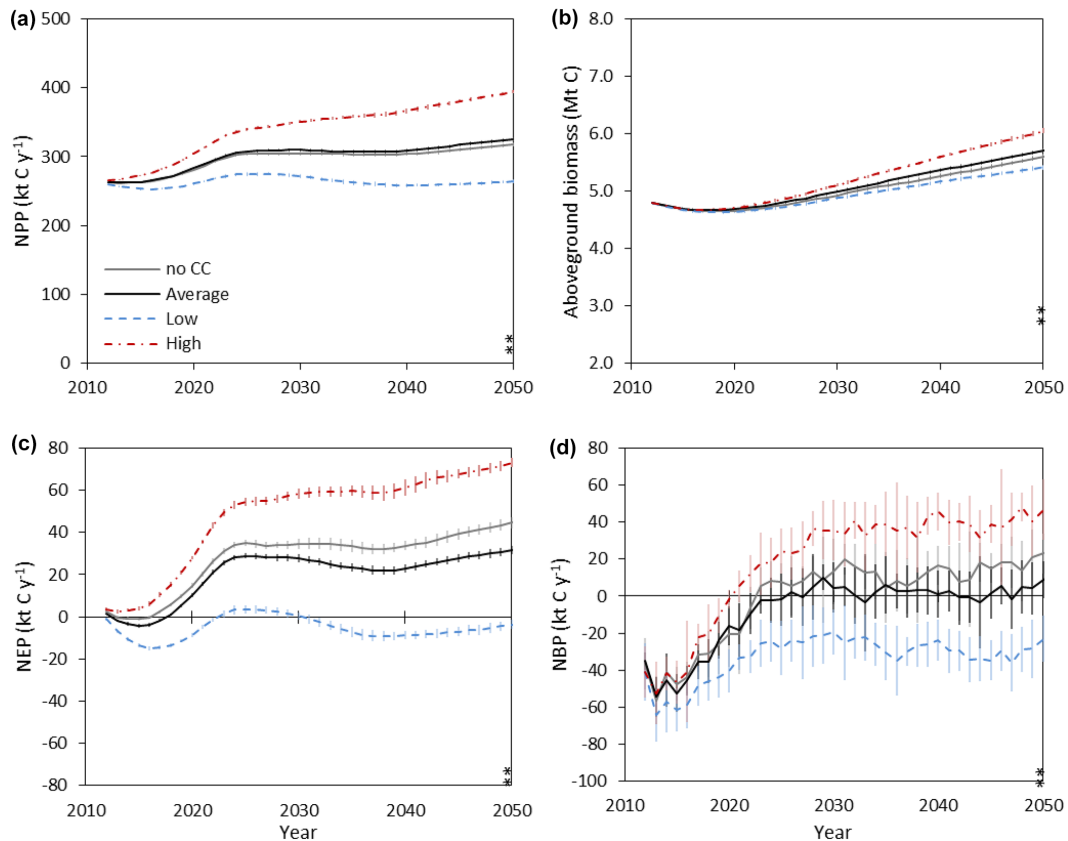 (a)
500
400
300
200
100
0
NPP (kt C y⁻¹)
no CC
Average
Low
High
**
2010 2020 2030 2040 2050
(b)
8.0
7.0
6.0
5.0
4.0
3.0
2.0
Aboveground biomass (Mt C)
**
2010 2020 2030 2040 2050
(c)
80
60
40
20
0
-20
-40
-60
-80
NEP (kt C y⁻¹)
**
2010 2020 2030 2040 2050
Year
(d)
80
60
40
20
0
-20
-40
-60
-80
-100
NBP (kt C y⁻¹)
**
2010 2020 2030 2040 2050
Year